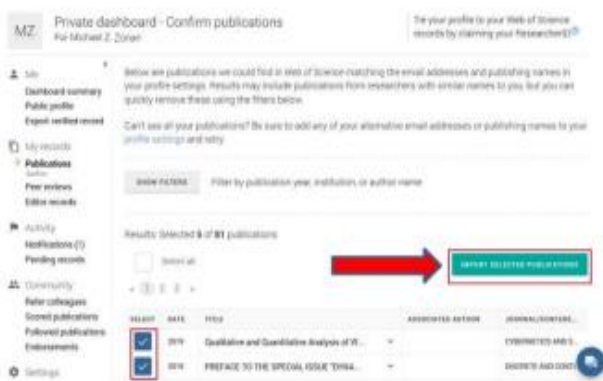 MZ
Private dashboard - Confirm publications
For Michael Z.
Tie your profile to your Web of Science
records by claiming your ResearcherID
Me
Dashboard summary
Public profile
Export verified record
My records
Publications
Peer reviews
Editor records
Activity
Notifications (1)
Pending records
Community
Refer colleagues
Scored publications
Followed publications
Endorsements
Settings
Below are publications we could find in Web of Science matching the email addresses and publishing names in
your profile settings. Results may include publications from researchers with similar names to you, but you can
quickly remove these using the filters below.
Can't see all your publications? Be sure to add any of your alternative email addresses or publishing names to your
profile settings and retry.
SHOW FILTERS
Filter by publication year, institution, or author name
Results: Selected 5 of 81 publications
Select all
IMPORT SELECTED PUBLICATIONS
1 2 3
SELECT DATE TITLE ASSOCIATED AUTHOR JOURNAL/CONFERE...
2019 Qualitative and Quantitative Analysis of Vi... CYBERNETICS AND S...
2019 PREFACE TO THE SPECIAL ISSUE "DYNA... DISCRETE AND CONTI